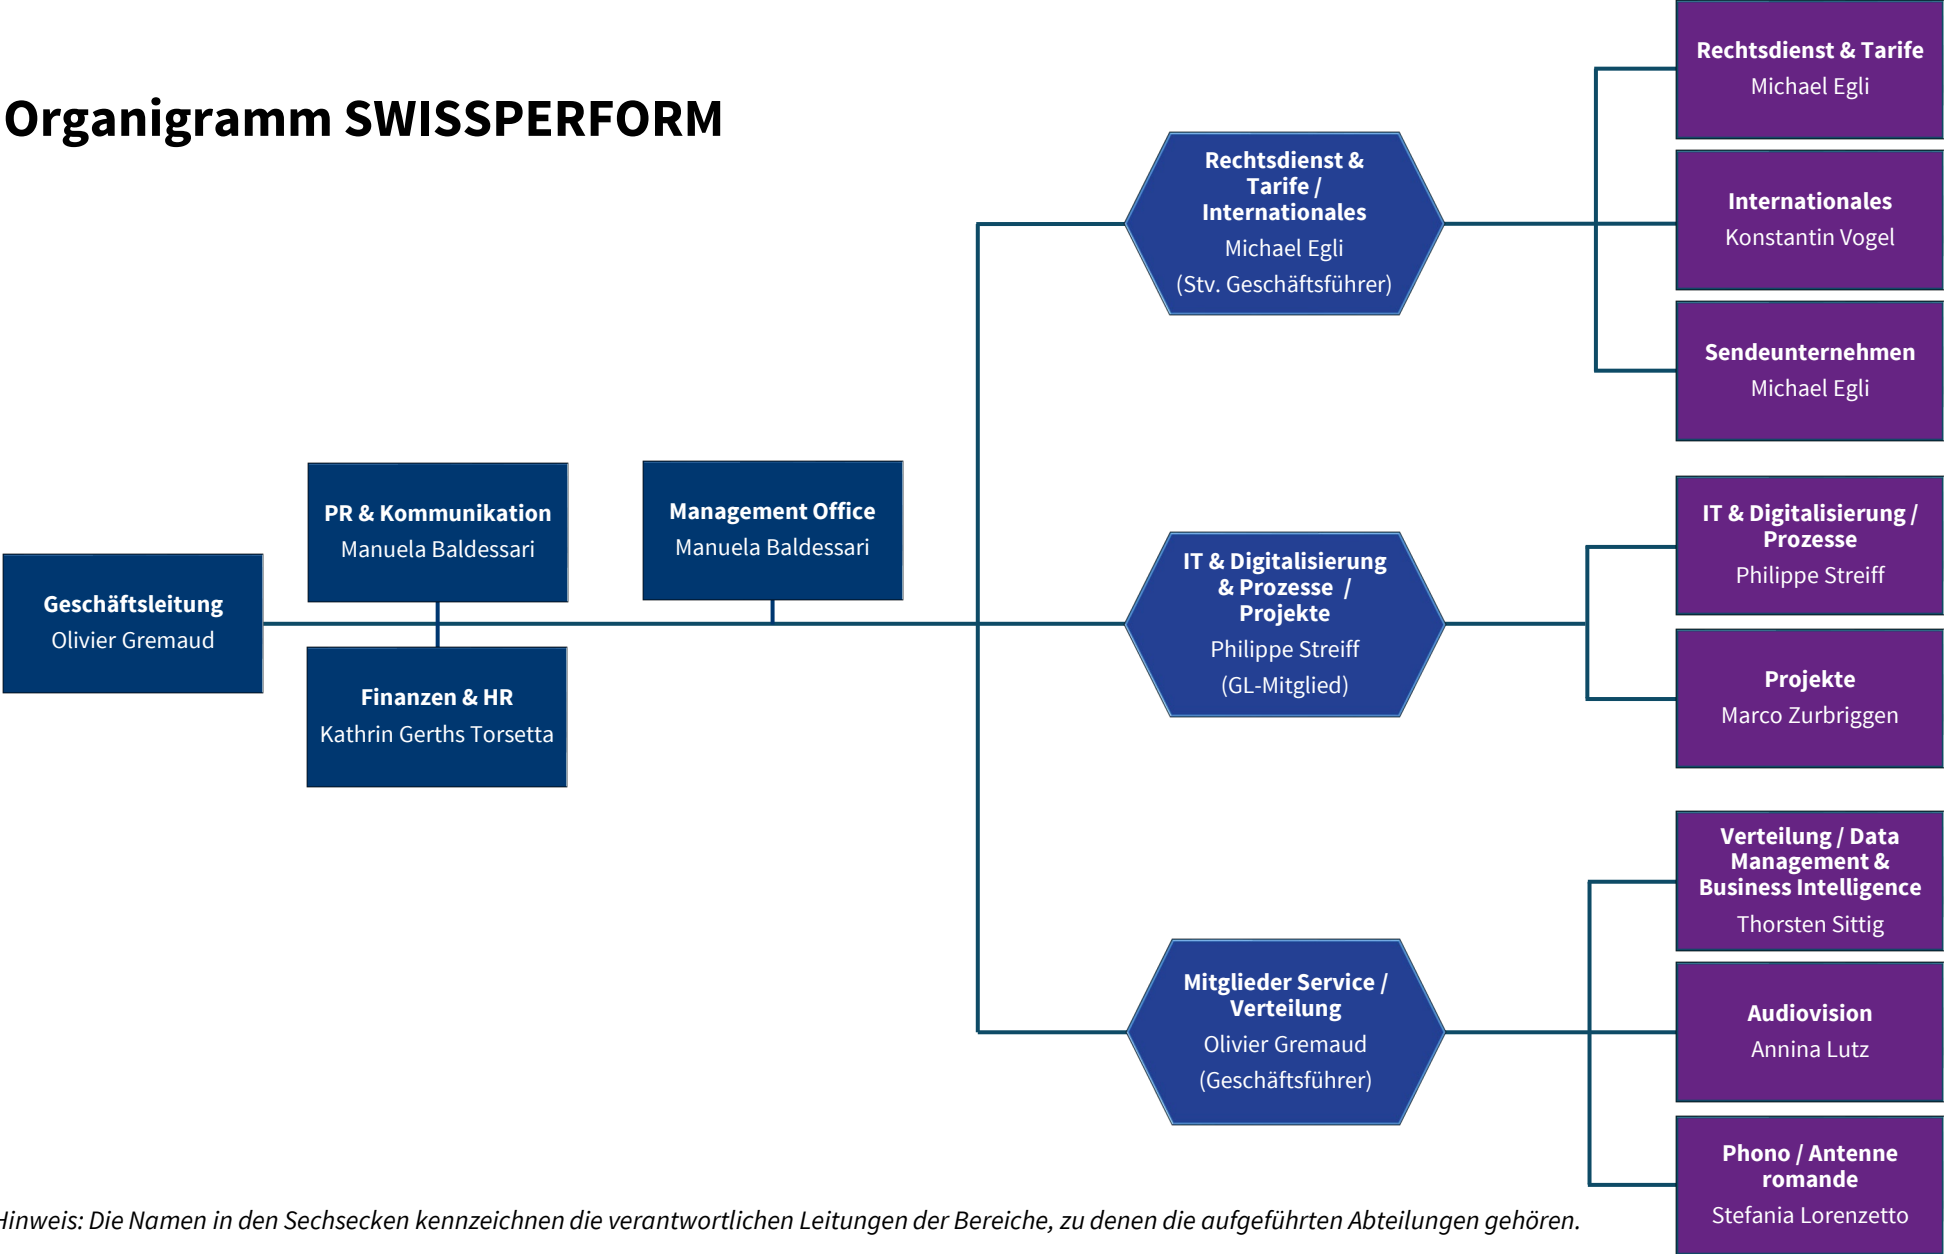 Organigramm SWISSPERFORM
Geschäftsleitung
Olivier Gremaud
PR & Kommunikation
Manuela Baldessari
Finanzen & HR
Kathrin Gerths Torsetta
Management Office
Manuela Baldessari
Rechtsdienst &
Tarife /
Internationales
Michael Egli
(Stv. Geschäftsführer)
Rechtsdienst & Tarife
Michael Egli
Internationales
Konstantin Vogel
Sendeunternehmen
Michael Egli
IT & Digitalisierung
& Prozesse /
Projekte
Philippe Streiff
(GL-Mitglied)
IT & Digitalisierung /
Prozesse
Philippe Streiff
Projekte
Marco Zurbriggen
Mitglieder Service /
Verteilung
Olivier Gremaud
(Geschäftsführer)
Verteilung / Data
Management &
Business Intelligence
Thorsten Sittig
Audiovision
Annina Lutz
Phono / Antenne
romande
Stefania Lorenzetto
Hinweis: Die Namen in den Sechsecken kennzeichnen die verantwortlichen Leitungen der Bereiche, zu denen die aufgeführten Abteilungen gehören.